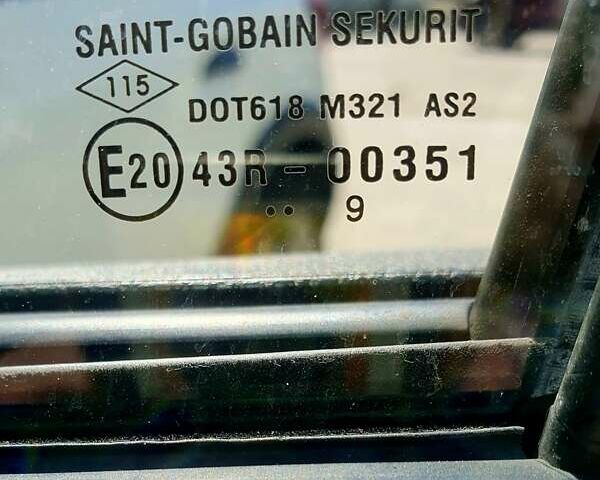 SAINT-GOBAIN SEKURIT
115
DOT618 M321 AS2
E20 43R - 00351
.. 9